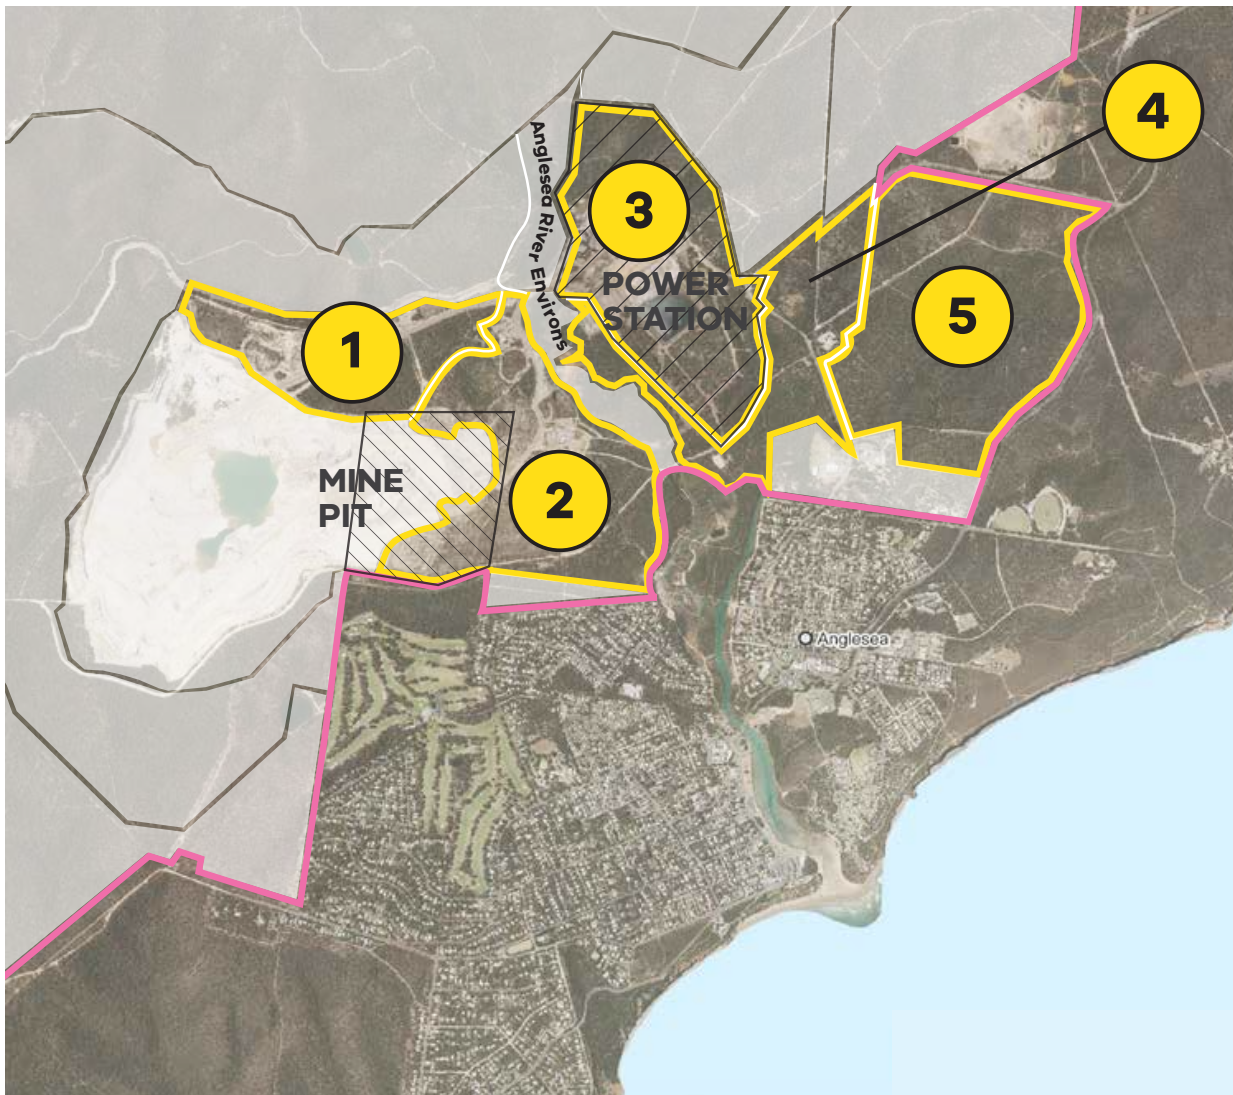 4
Anglesea River Environs
3
POWER
STATION
5
1
MINE
PIT
2
Anglesea